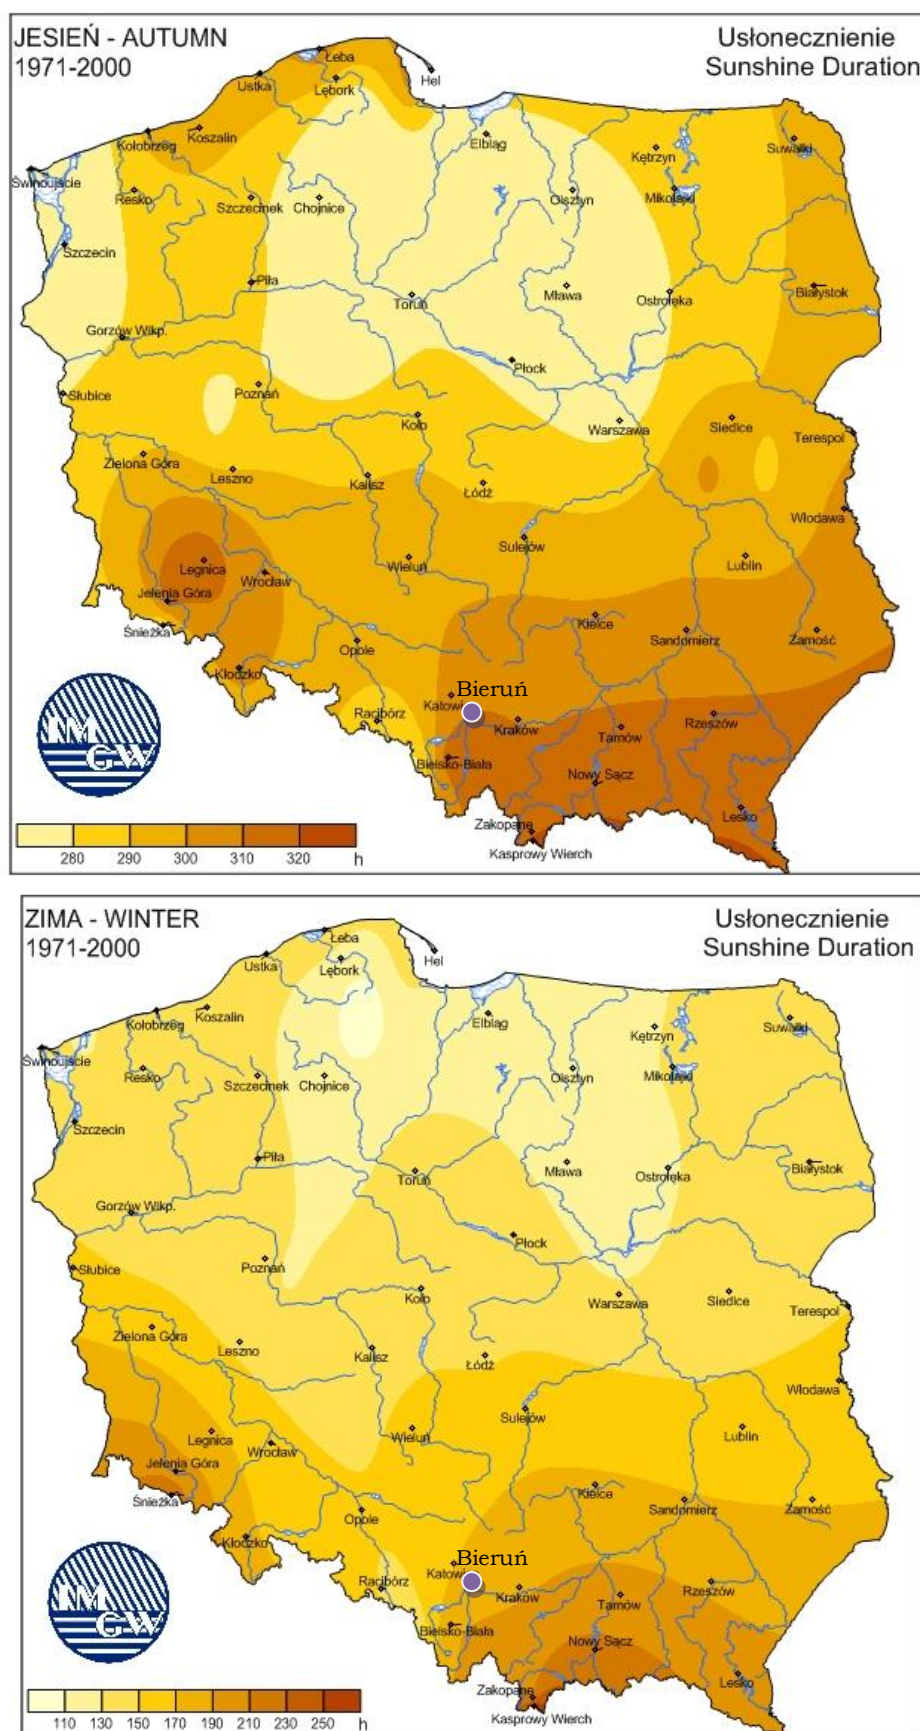 JESIEŃ - AUTUMN
1971-2000
Usłonecznienie
Sunshine Duration
Łeba
Hel
Ustka
Lębork
Koszalin
Kołobrzeg
Elbląg
Suwałki
Kętrzyn
Świnoujście
Resko
Szczecinek
Chojnice
Olsztyn
Mikołajki
Szczecin
Piła
Toruń
Mława
Ostrołęka
Białystok
Gorzów Wlkp.
Płock
Słubice
Poznań
Koło
Warszawa
Siedlce
Terespol
Zielona Góra
Leszno
Kalisz
Łódź
Włodawa
Sulejów
Legnica
Wrocław
Wieluń
Lublin
Jelenia Góra
Śnieżka
Kielce
Sandomierz
Zamość
Opole
Kłodzko
Bieruń
Katowi
Racibórz
Kraków
Tarnów
Rzeszów
Bielsko-Biała
Nowy Sącz
Lesko
Zakopane
Kasprowy Wierch
IM
GW
280 290 300 310 320 h
ZIMA - WINTER
1971-2000
Usłonecznienie
Sunshine Duration
Łeba
Hel
Ustka
Lębork
Koszalin
Kołobrzeg
Elbląg
Suwałki
Kętrzyn
Świnoujście
Resko
Szczecinek
Chojnice
Olsztyn
Mikołajki
Szczecin
Piła
Toruń
Mława
Ostrołęka
Białystok
Gorzów Wlkp.
Płock
Słubice
Poznań
Koło
Warszawa
Siedlce
Terespol
Zielona Góra
Leszno
Kalisz
Łódź
Włodawa
Sulejów
Legnica
Wrocław
Wieluń
Lublin
Jelenia Góra
Śnieżka
Kielce
Sandomierz
Zamość
Opole
Kłodzko
Bieruń
Katowi
Racibórz
Kraków
Tarnów
Rzeszów
Bielsko-Biała
Nowy Sącz
Lesko
Zakopane
Kasprowy Wierch
IM
GW
110 130 150 170 190 210 230 250 h